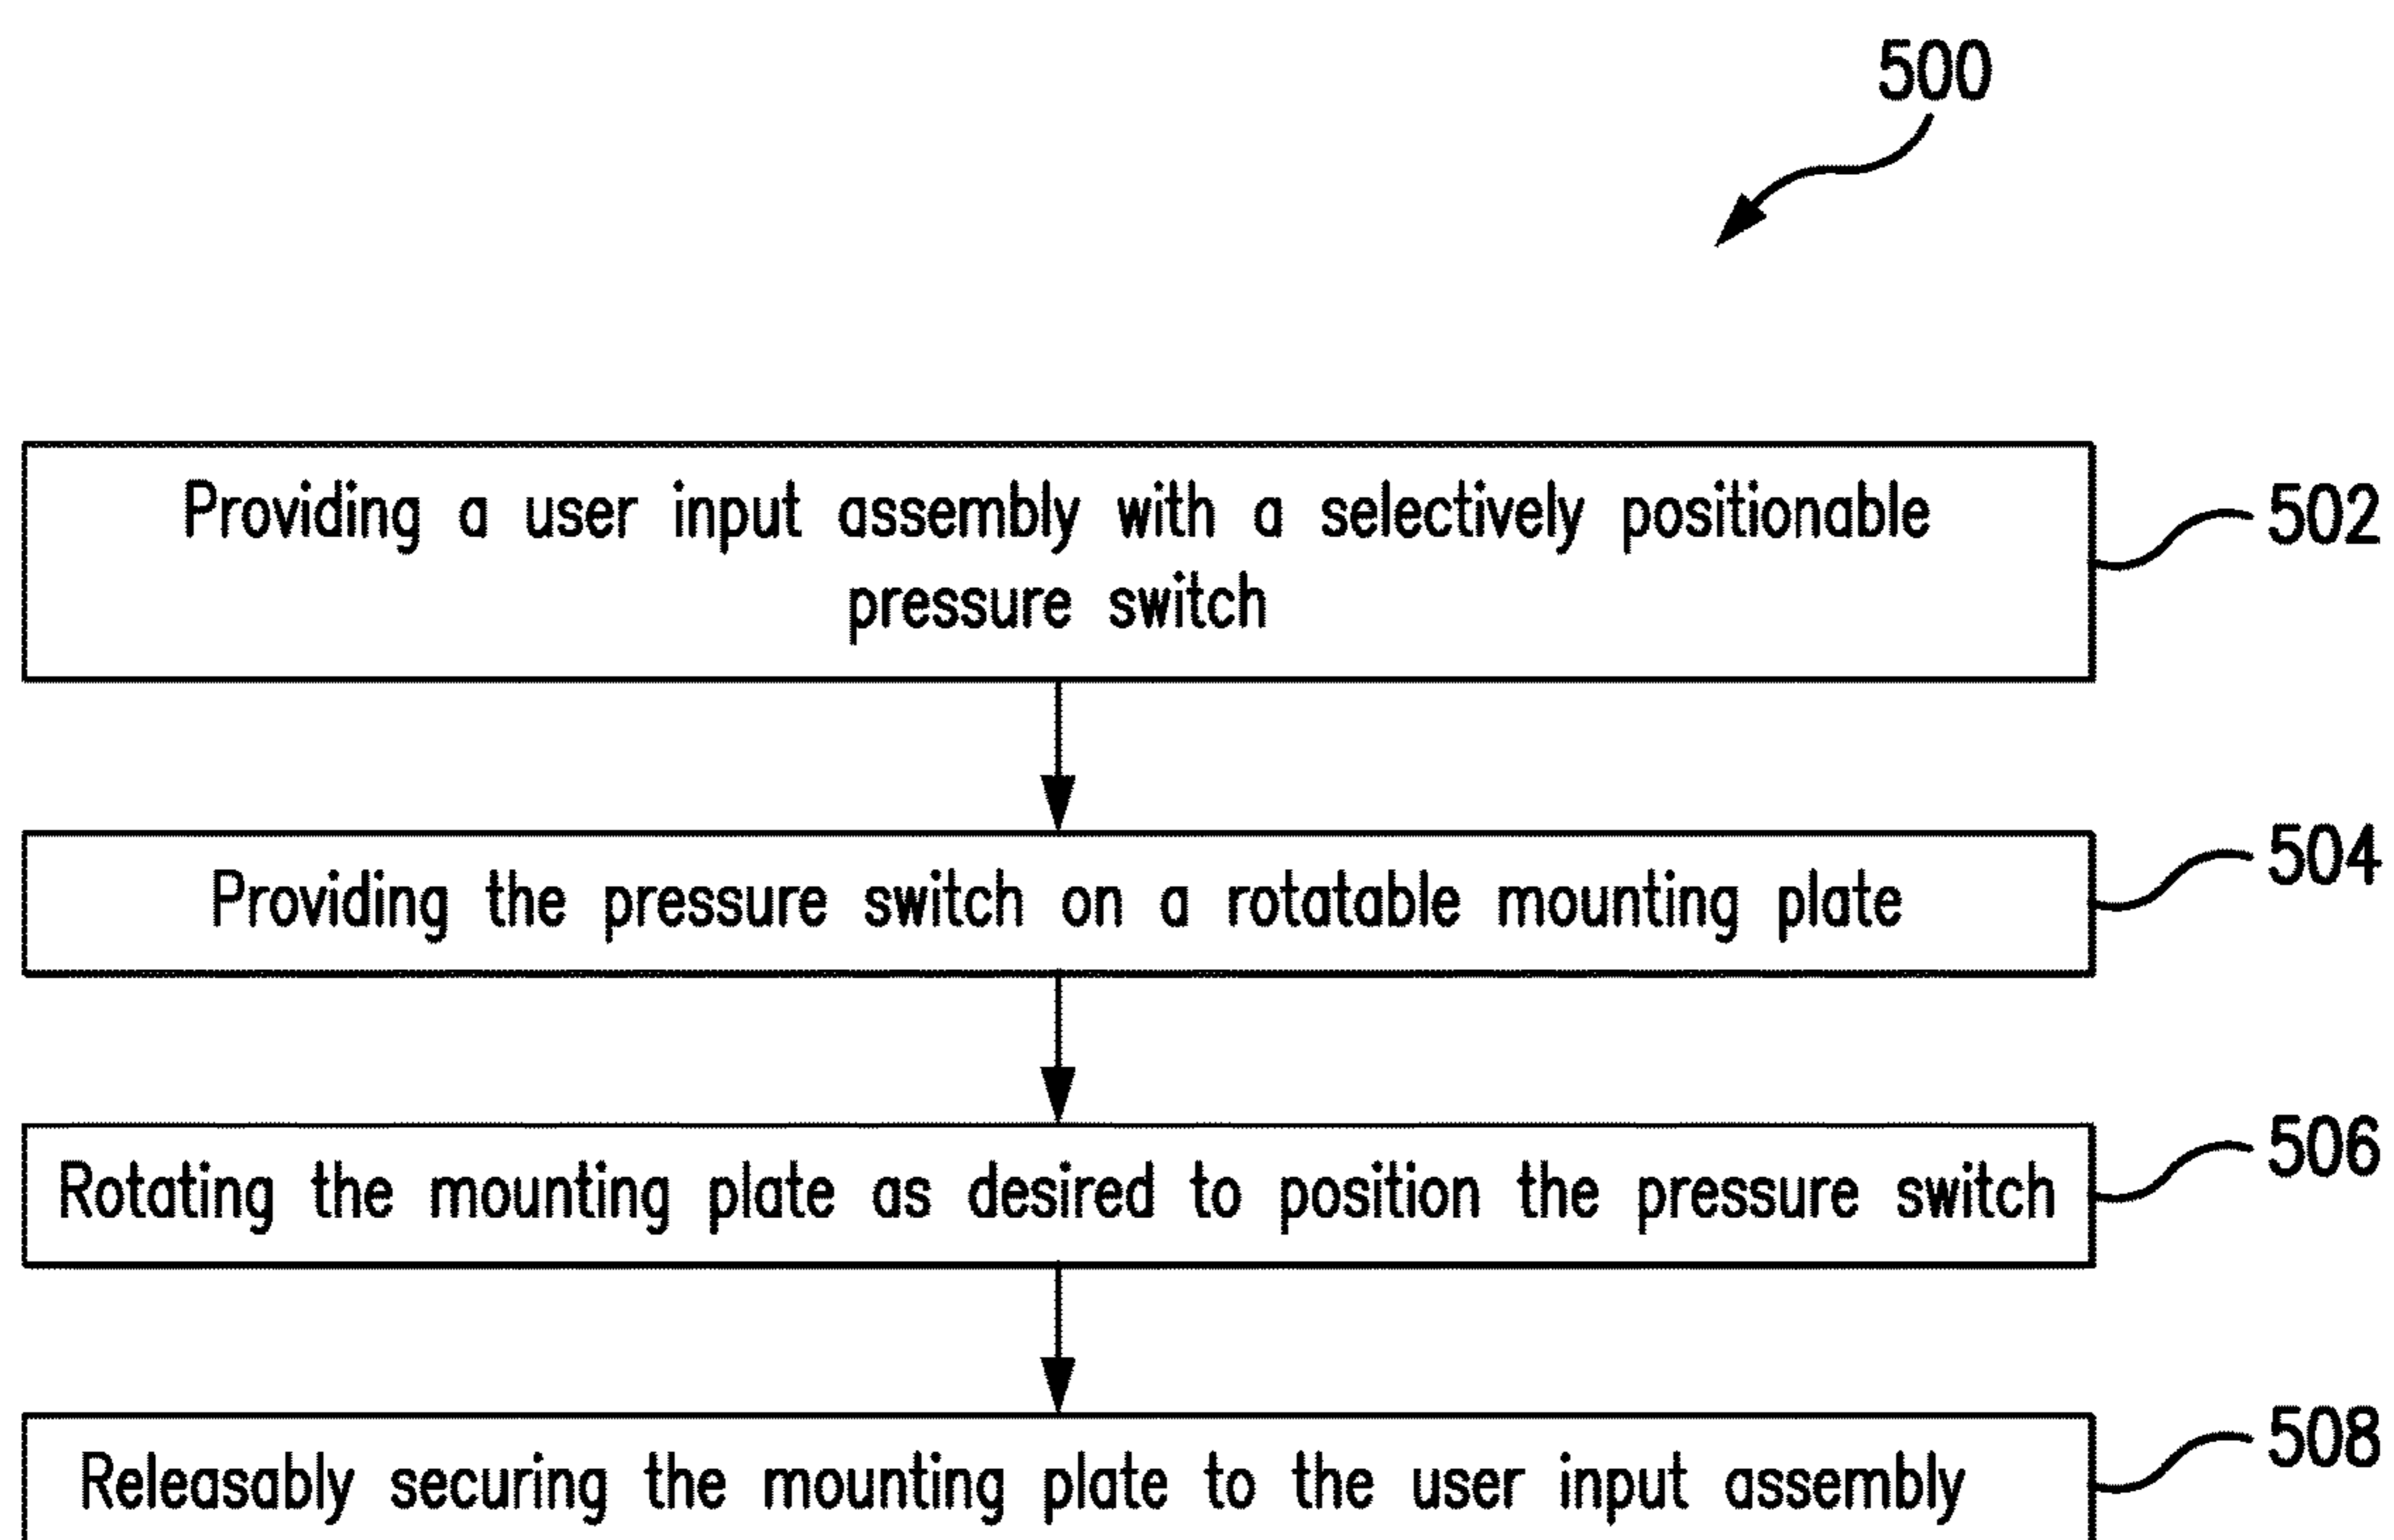 500
Providing a user input assembly with a selectively positionable
pressure switch
502
Providing the pressure switch on a rotatable mounting plate
504
Rotating the mounting plate as desired to position the pressure switch
506
Releasably securing the mounting plate to the user input assembly
508